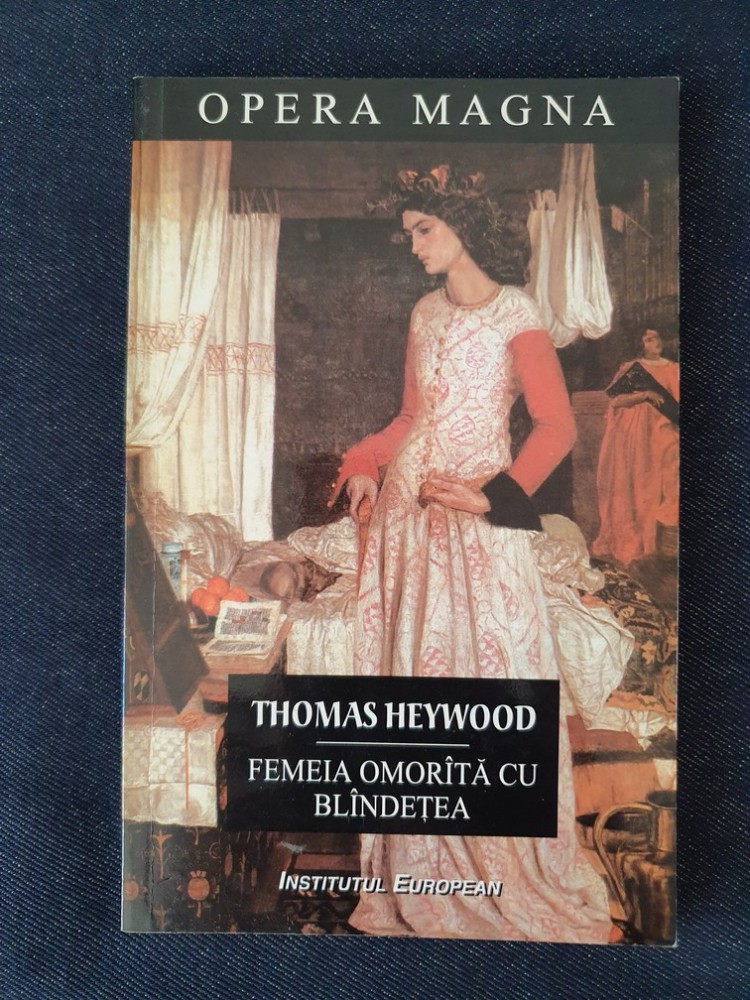 OPERA MAGNA
THOMAS HEYWOOD
FEMEIA OMORÎTĂ CU
BLÎNDEȚEA
INSTITUTUL EUROPEAN